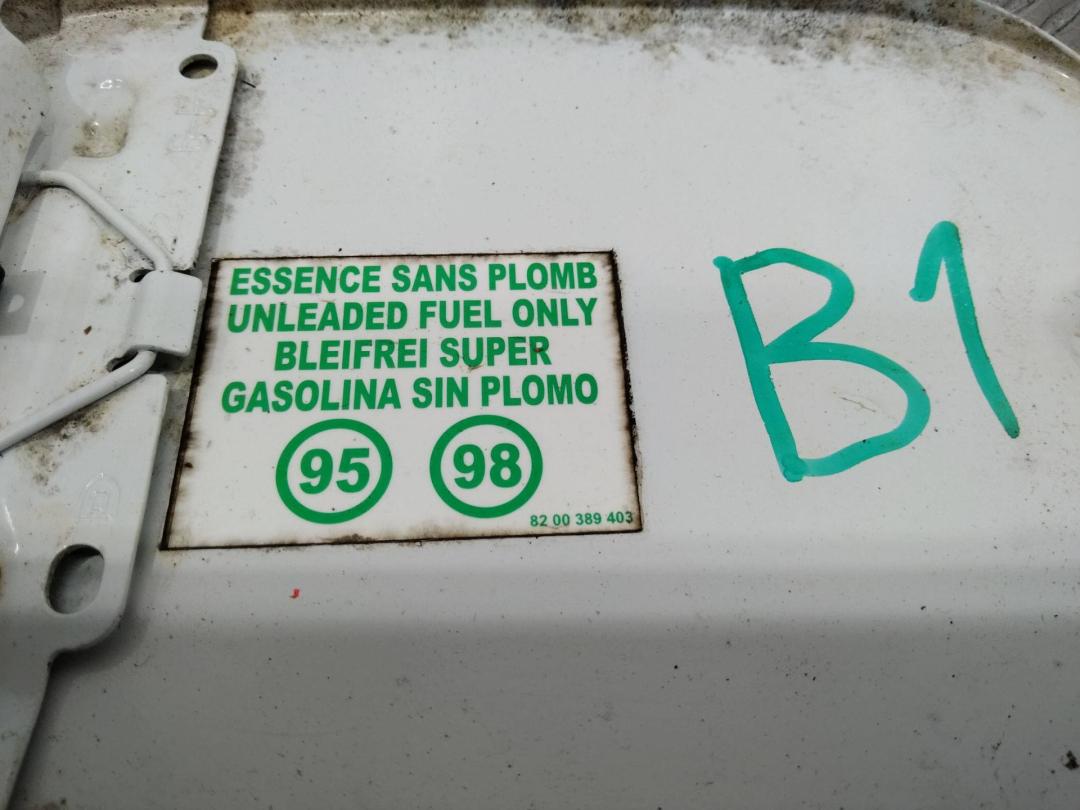 ESSENCE SANS PLOMB
UNLEADED FUEL ONLY
BLEIFREI SUPER
GASOLINA SIN PLOMO
95 98
82 00 389 403
B1